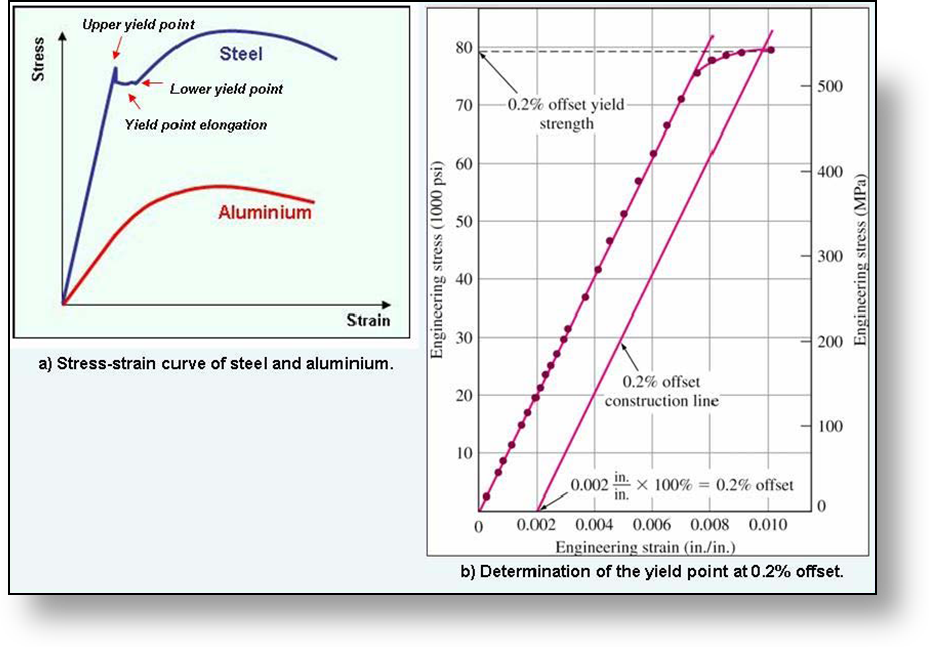 Upper yield point
Stress
Steel
Lower yield point
Yield point elongation
Aluminium
Strain
a) Stress-strain curve of steel and aluminium.
Engineering stress (1000 psi)
80
70
60
50
40
30
20
10
0.2% offset yield
strength
0.2% offset
construction line
0.002 in./in. × 100% = 0.2% offset
500
400
300
200
100
0
Engineering stress (MPa)
0 0.002 0.004 0.006 0.008 0.010
Engineering strain (in./in.)
b) Determination of the yield point at 0.2% offset.